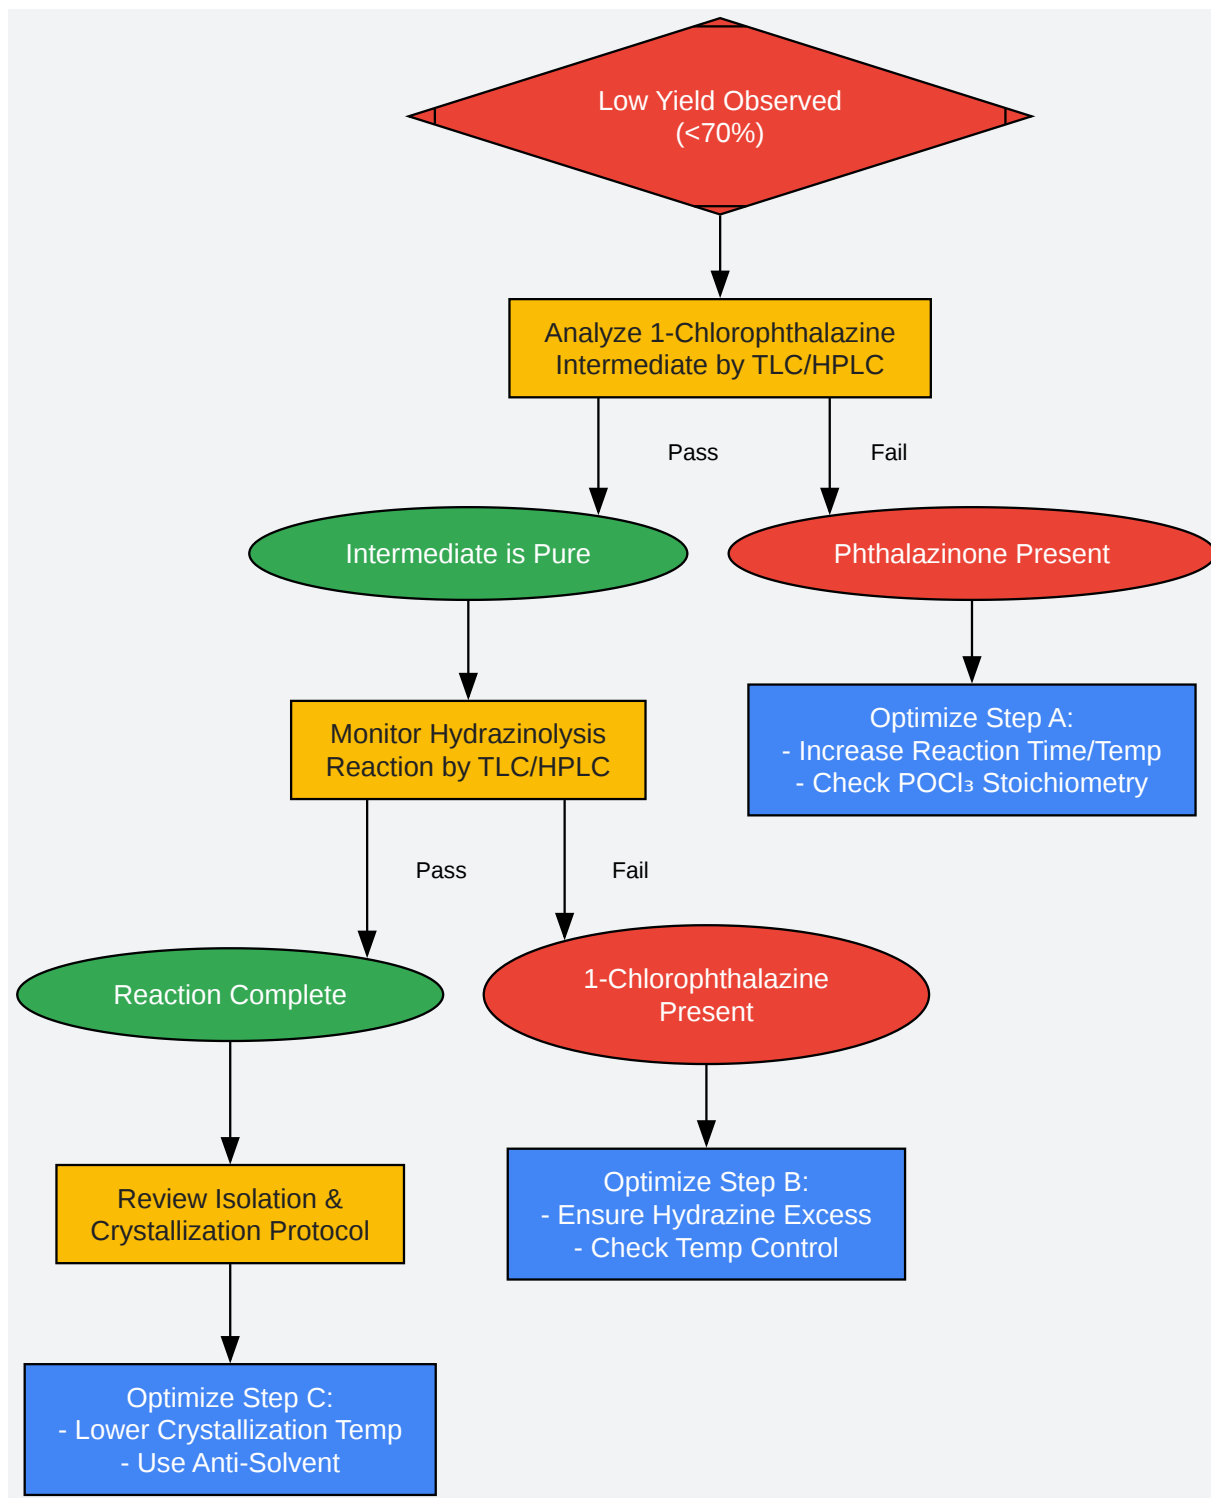 Low Yield Observed
(<70%)
Analyze 1-Chlorophthalazine
Intermediate by TLC/HPLC
Pass
Fail
Intermediate is Pure
Phthalazinone Present
Monitor Hydrazinolysis
Reaction by TLC/HPLC
Optimize Step A:
- Increase Reaction Time/Temp
- Check POCl₃ Stoichiometry
Pass
Fail
Reaction Complete
1-Chlorophthalazine
Present
Review Isolation &
Crystallization Protocol
Optimize Step B:
- Ensure Hydrazine Excess
- Check Temp Control
Optimize Step C:
- Lower Crystallization Temp
- Use Anti-Solvent